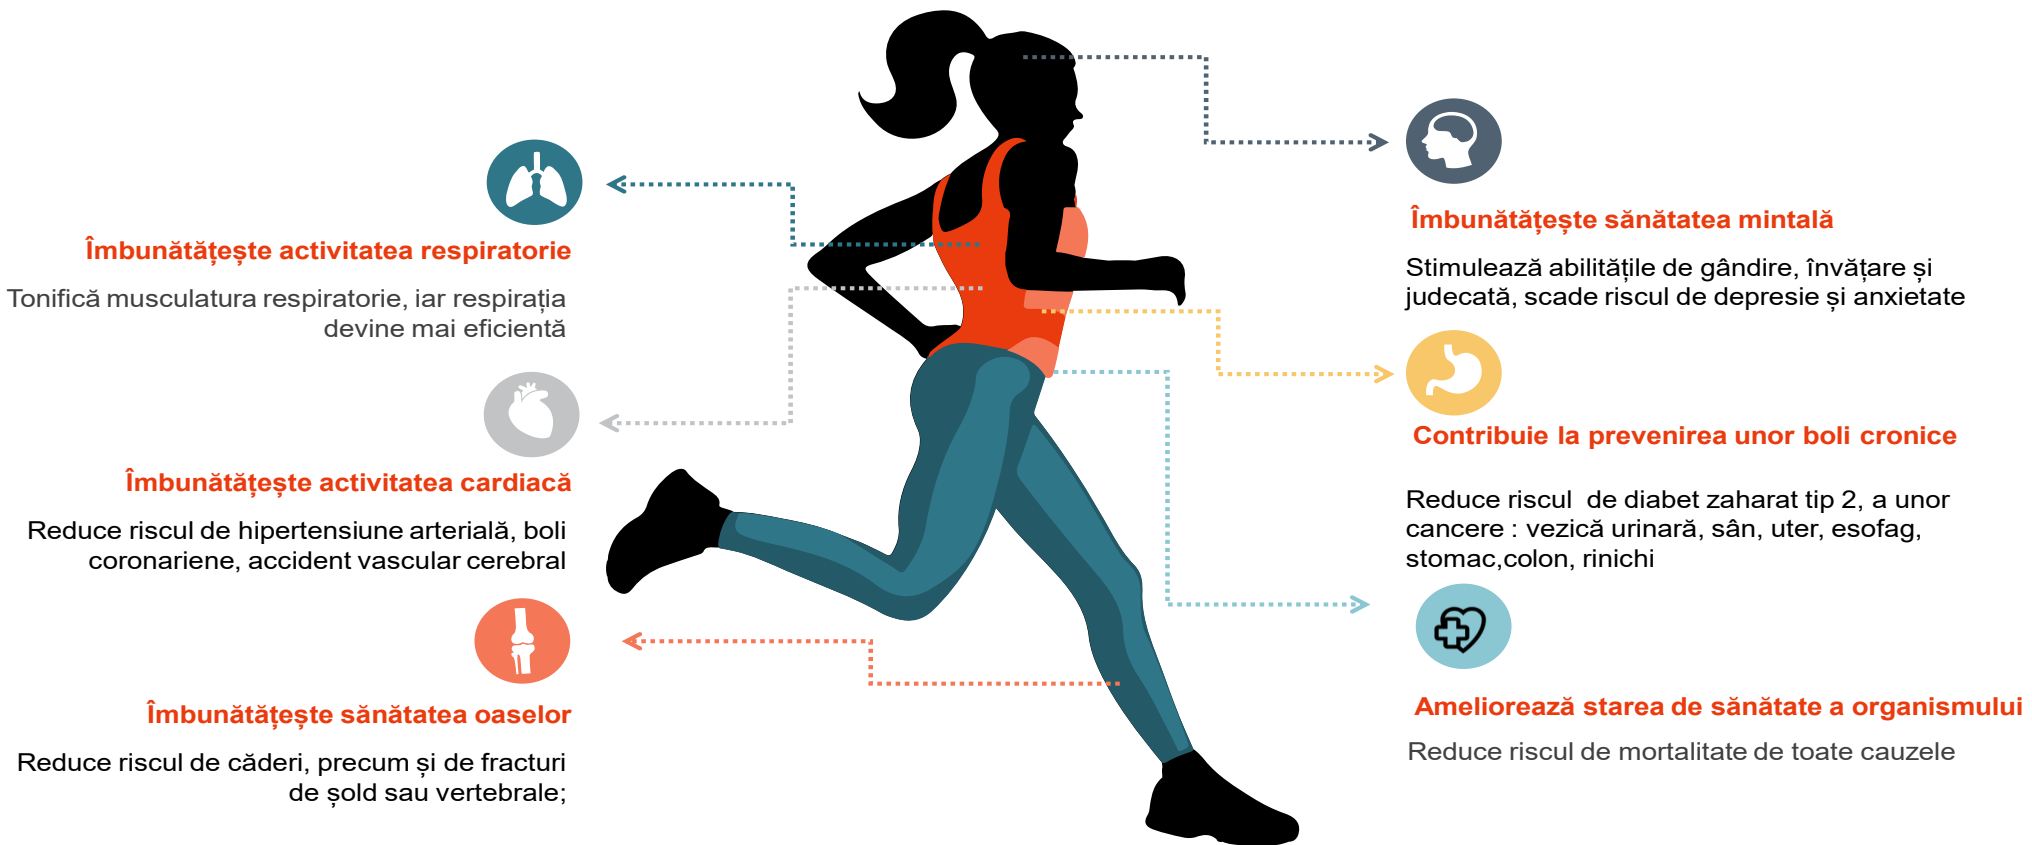 Îmbunătățește activitatea respiratorie
Tonifică musculatura respiratorie, iar respirația
devine mai eficientă
Îmbunătățește activitatea cardiacă
Reduce riscul de hipertensiune arterială, boli
coronariene, accident vascular cerebral
Îmbunătățește sănătatea oaselor
Reduce riscul de căderi, precum și de fracturi
de șold sau vertebrale;
Îmbunătățește sănătatea mintală
Stimulează abilitățile de gândire, învățare și
judecată, scade riscul de depresie și anxietate
Contribuie la prevenirea unor boli cronice
Reduce riscul  de diabet zaharat tip 2, a unor
cancere : vezică urinară, sân, uter, esofag,
stomac,colon, rinichi
Ameliorează starea de sănătate a organismului
Reduce riscul de mortalitate de toate cauzele